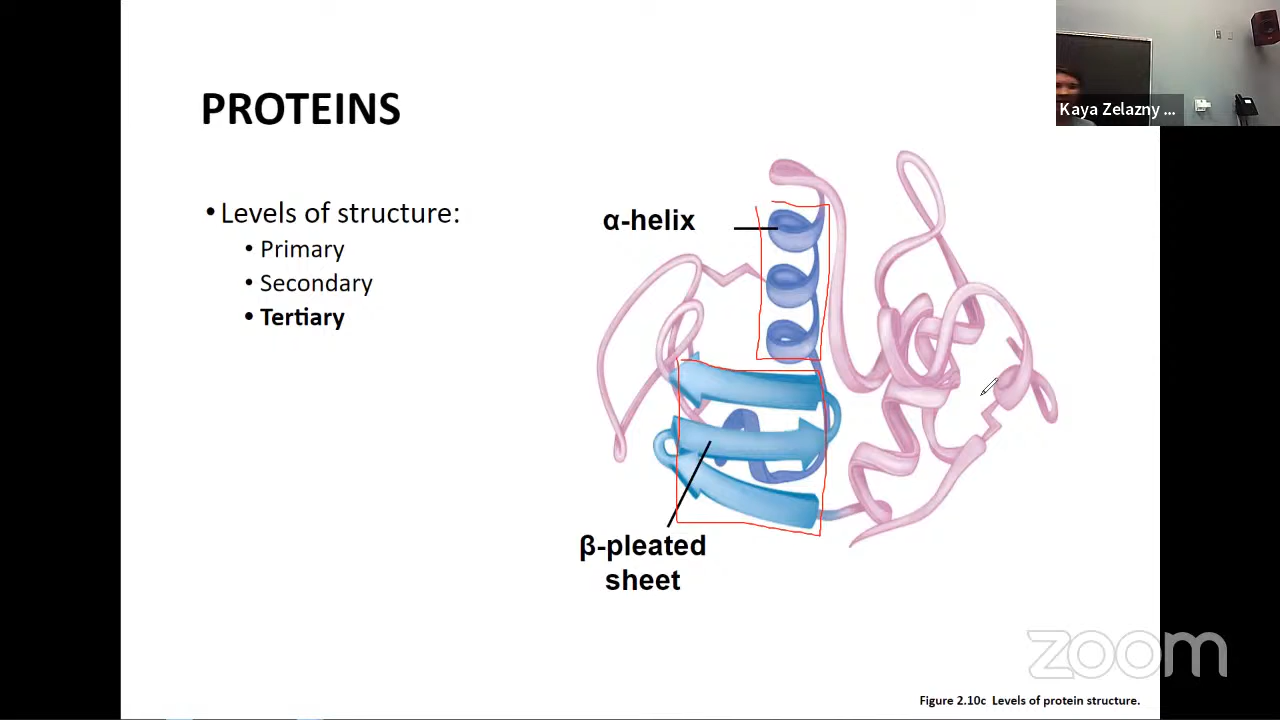 PROTEINS
• Levels of structure:
• Primary
• Secondary
• Tertiary
α-helix
β-pleated
sheet
Kaya Zelazny ...
zoom
Figure 2.10c Levels of protein structure.